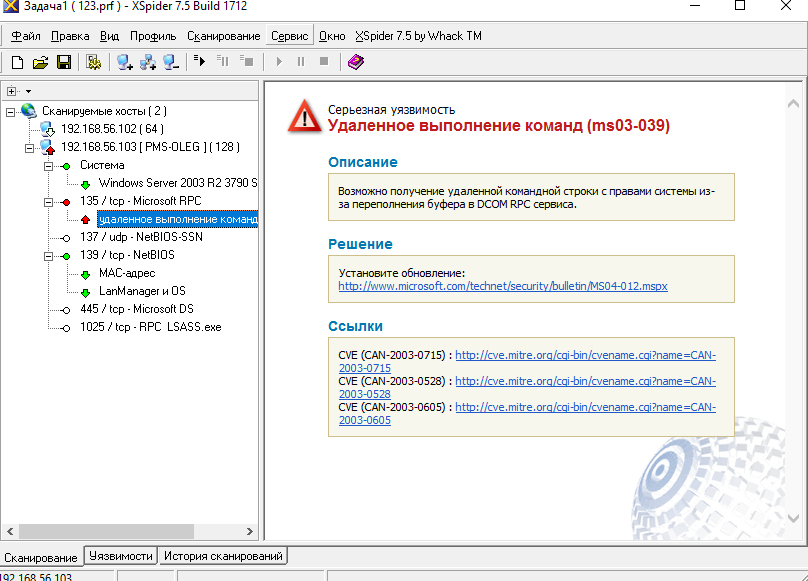 Задача1 ( 123.prf ) - XSpider 7.5 Build 1712
Файл Правка Вид Профиль Сканирование Сервис Окно XSpider 7.5 by Whack TM
Сканируемые хосты ( 2 )
192.168.56.102 ( 64 )
192.168.56.103 [ PMS-OLEG ] ( 128 )
Система
Windows Server 2003 R2 3790 S
135 / tcp - Microsoft RPC
удаленное выполнение команд
137 / udp - NetBIOS-SSN
139 / tcp - NetBIOS
MAC-адрес
LanManager и OS
445 / tcp - Microsoft DS
1025 / tcp - RPC LSASS.exe
Серьезная уязвимость
Удаленное выполнение команд (ms03-039)
Описание
Возможно получение удаленной командной строки с правами системы из-
за переполнения буфера в DCOM RPC сервиса.
Решение
Установите обновление:
http://www.microsoft.com/technet/security/bulletin/MS04-012.mspx
Ссылки
CVE (CAN-2003-0715) : http://cve.mitre.org/cgi-bin/cvename.cgi?name=CAN-
2003-0715
CVE (CAN-2003-0528) : http://cve.mitre.org/cgi-bin/cvename.cgi?name=CAN-
2003-0528
CVE (CAN-2003-0605) : http://cve.mitre.org/cgi-bin/cvename.cgi?name=CAN-
2003-0605
Сканирование Уязвимости История сканирований
192.168.56.103